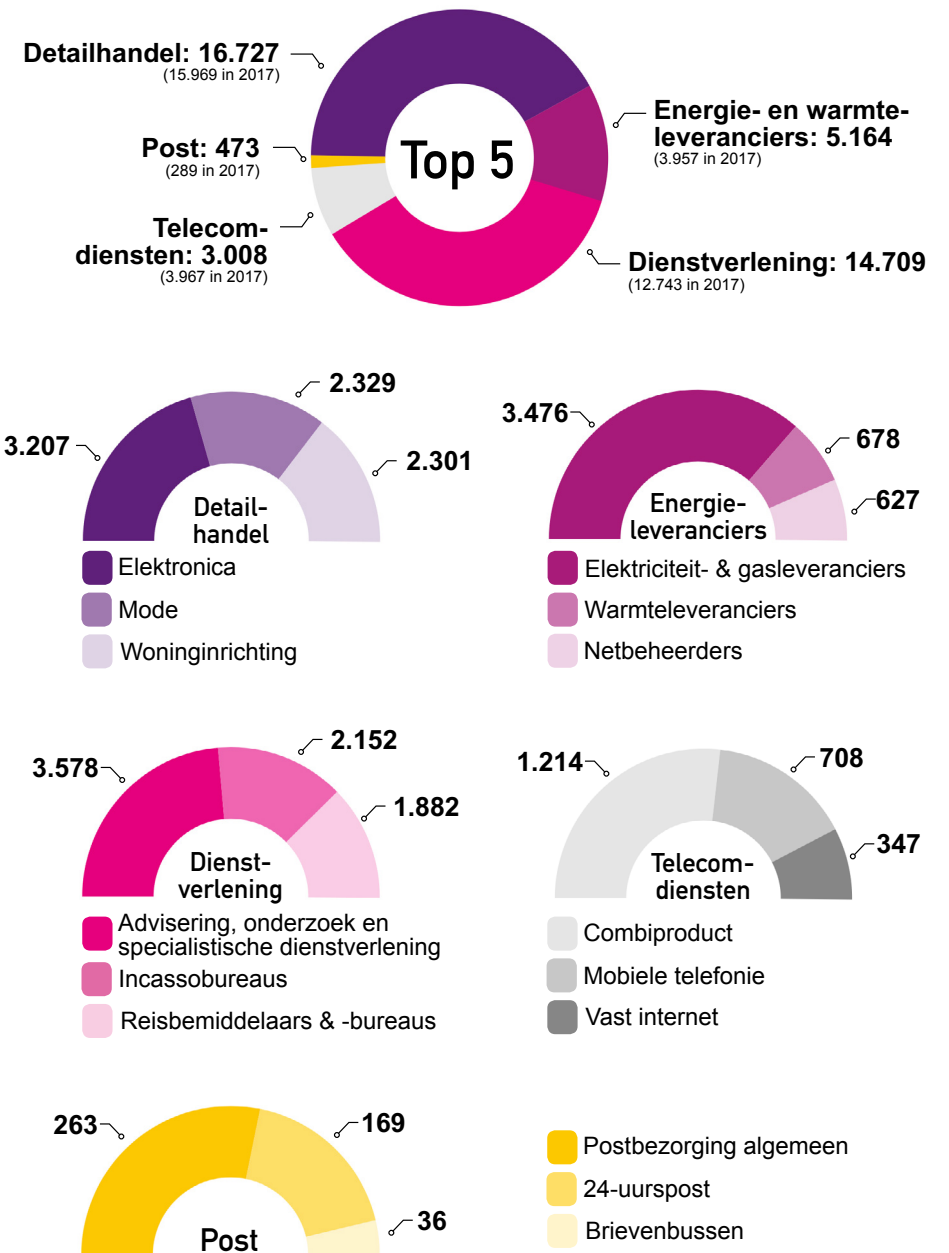 Detailhandel: 16.727
(15.969 in 2017)
Post: 473
(289 in 2017)
Telecom-
diensten: 3.008
(3.967 in 2017)
Top 5
Energie- en warmte-
leveranciers: 5.164
(3.957 in 2017)
Dienstverlening: 14.709
(12.743 in 2017)
3.207
2.329
2.301
Detail-
handel
Elektronica
Mode
Woninginrichting
3.476
678
627
Energie-
leveranciers
Elektriciteit- & gasleveranciers
Warmteleveranciers
Netbeheerders
3.578
2.152
1.882
Dienst-
verlening
Advisering, onderzoek en
specialistische dienstverlening
Incassobureaus
Reisbemiddelaars & -bureaus
1.214
708
347
Telecom-
diensten
Combiproduct
Mobiele telefonie
Vast internet
263
169
36
Post
Postbezorging algemeen
24-uurspost
Brievenbussen